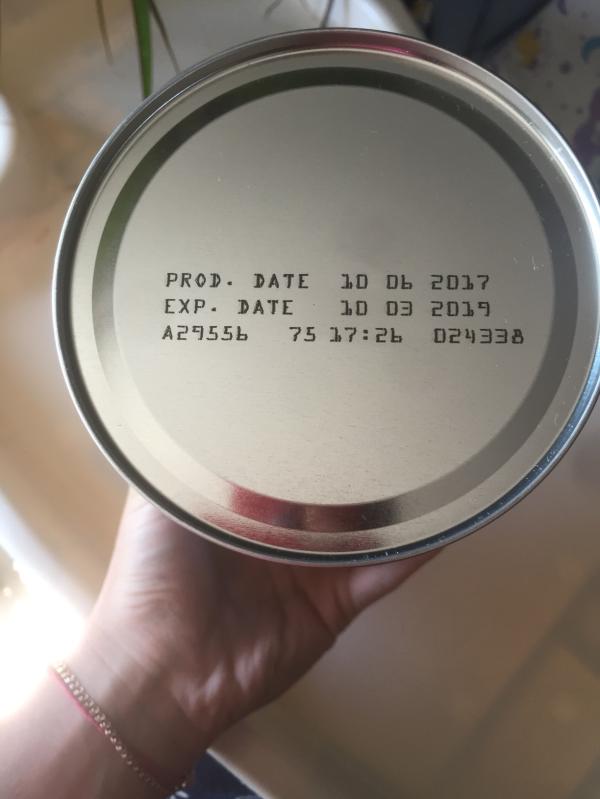 PROD. DATE 10 06 2017
EXP. DATE 10 03 2019
A29556 75 17:26 024338